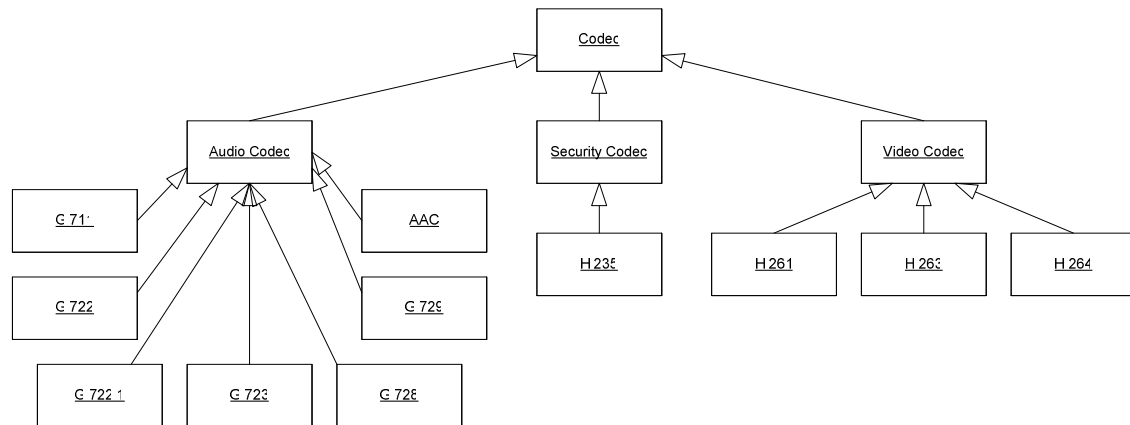 Codec
Audio Codec
Security Codec
Video Codec
G.711
AAC
H.235
H.261
H.263
H.264
G.722
G.729
G.722.1
G.723
G.728